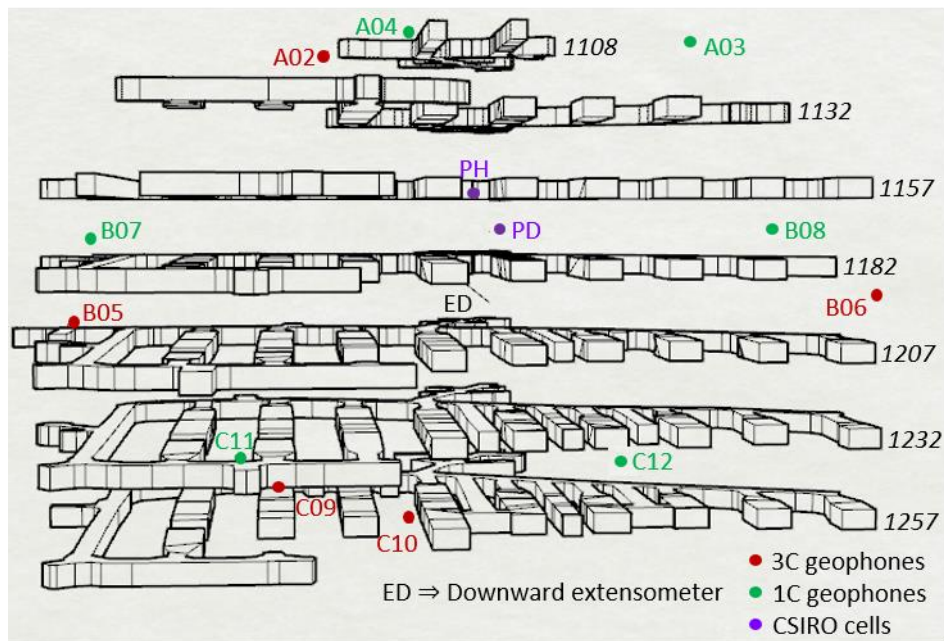 A04
A03
1108
A02
1132
PH
1157
B07
PD
B08
1182
ED
B06
B05
1207
C11
C12
1232
C09
C10
1257
3C geophones
ED ⇒ Downward extensometer
1C geophones
CSIRO cells